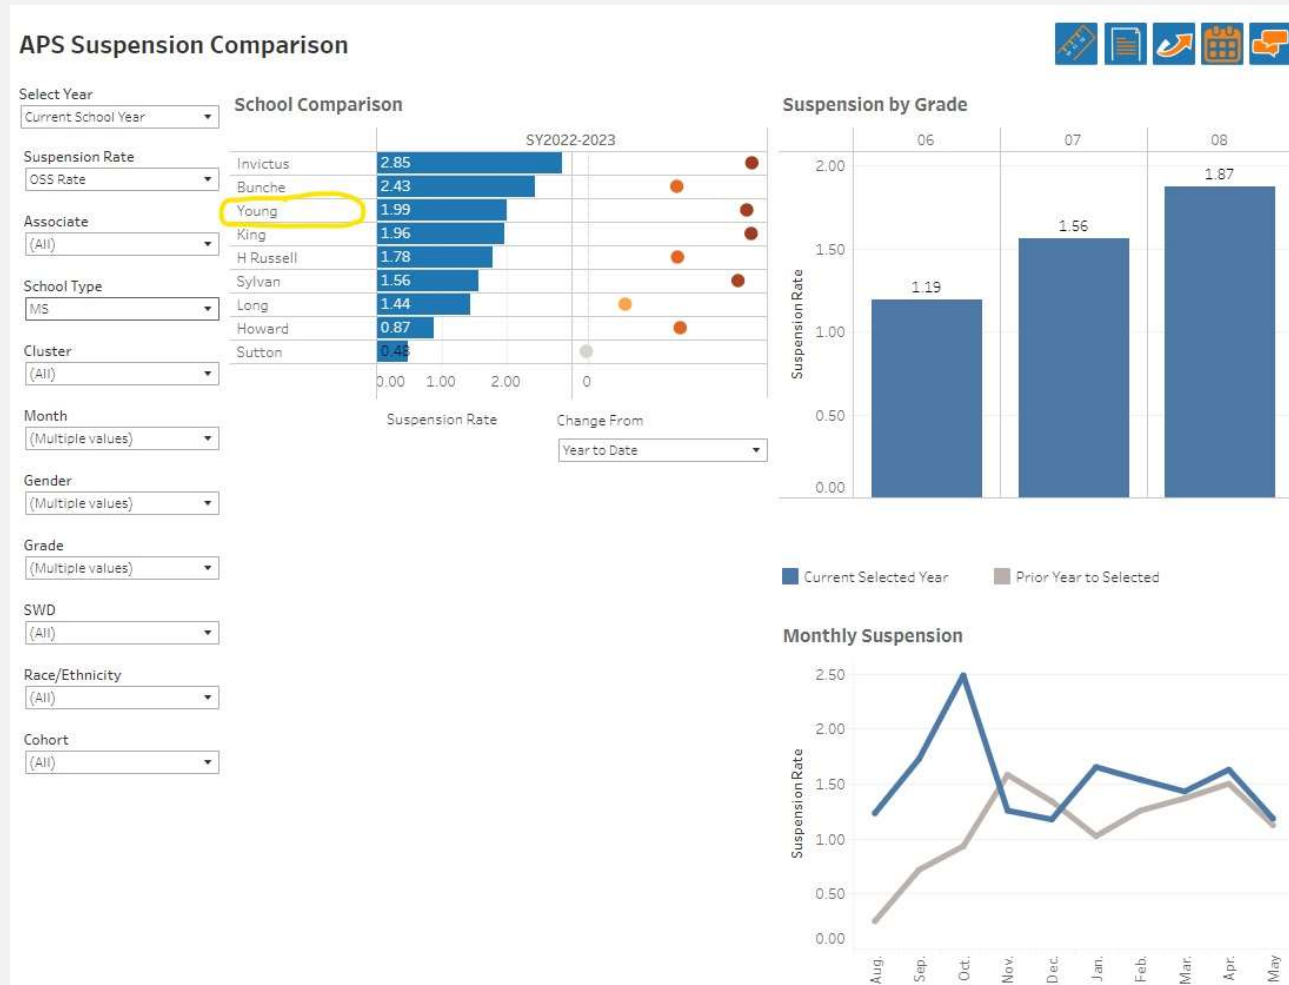 APS Suspension Comparison
Select Year
Current School Year
Suspension Rate
OSS Rate
Associate
(All)
School Type
MS
Cluster
(All)
Month
(Multiple values)
Gender
(Multiple values)
Grade
(Multiple values)
SWD
(All)
Race/Ethnicity
(All)
Cohort
(All)
School Comparison
SY2022-2023
Invictus 2.85
Bunche 2.43
Young 1.99
King 1.96
H Russell 1.78
Sylvan 1.56
Long 1.44
Howard 0.87
Sutton 0.48
0.00 1.00 2.00 0
Suspension Rate Change From
Year to Date
Suspension by Grade
06 07 08
2.00
1.50
1.00
0.50
0.00
Suspension Rate
1.19 1.56 1.87
Current Selected Year Prior Year to Selected
Monthly Suspension
2.50
2.00
1.50
1.00
0.50
0.00
Suspension Rate
Aug. Sep. Oct. Nov. Dec. Jan. Feb. Mar. Apr. May